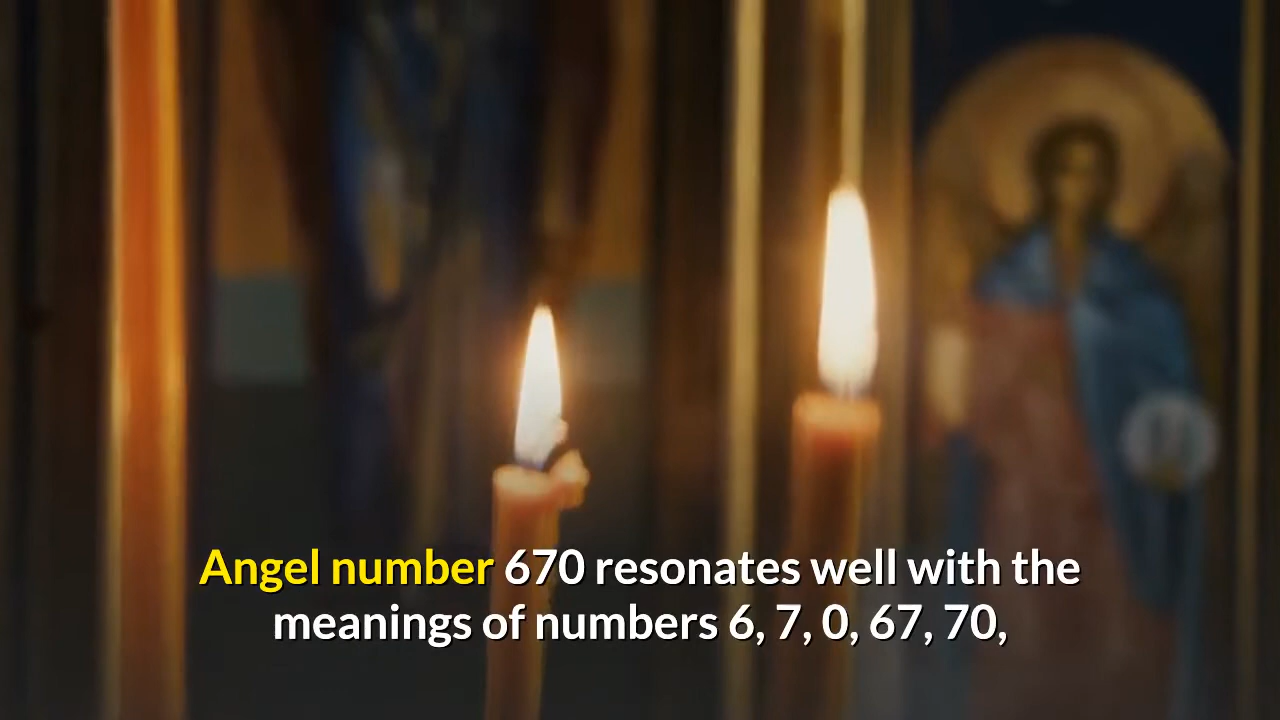 Angel number 670 resonates well with the
meanings of numbers 6, 7, 0, 67, 70,